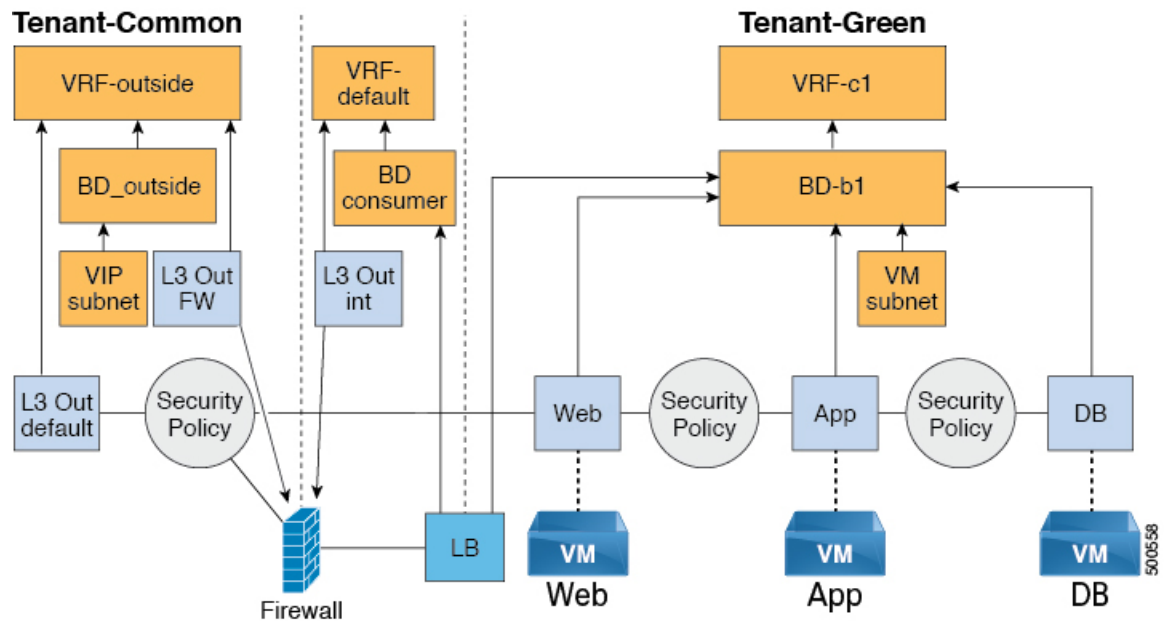 Tenant-Common
Tenant-Green
VRF-outside
VRF-
default
VRF-c1
BD_outside
BD
consumer
BD-b1
VIP
subnet
L3 Out
FW
L3 Out
int
VM
subnet
L3 Out
default
Security
Policy
Web
Security
Policy
App
Security
Policy
DB
LB
VM
VM
VM
Firewall
Web
App
DB
500558